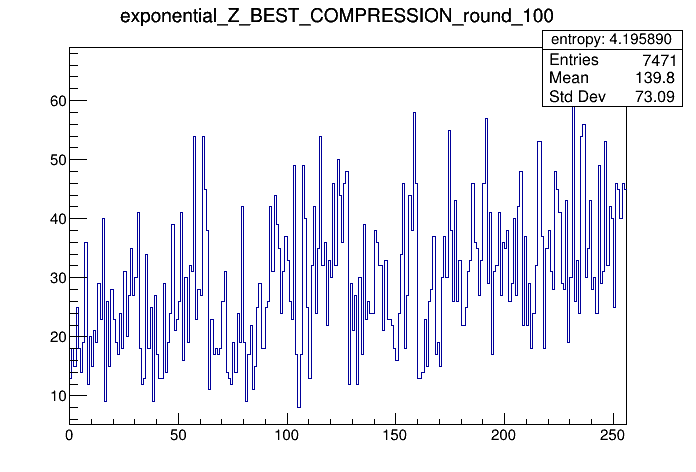 exponential_Z_BEST_COMPRESSION_round_100
entropy: 4.195890
Entries 7471
Mean 139.8
Std Dev 73.09
60
50
40
30
20
10
0 50 100 150 200 250